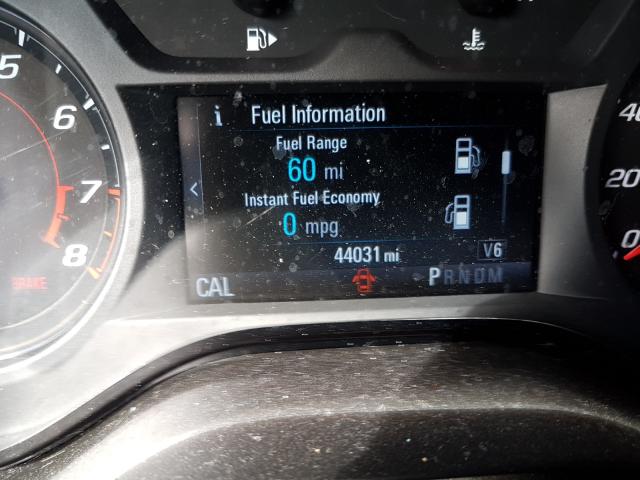 i Fuel Information
Fuel Range
60 mi
Instant Fuel Economy
0 mpg
44031 mi V6
CAL PRNDM
5
6
7
8
BRAKE
40
20
0